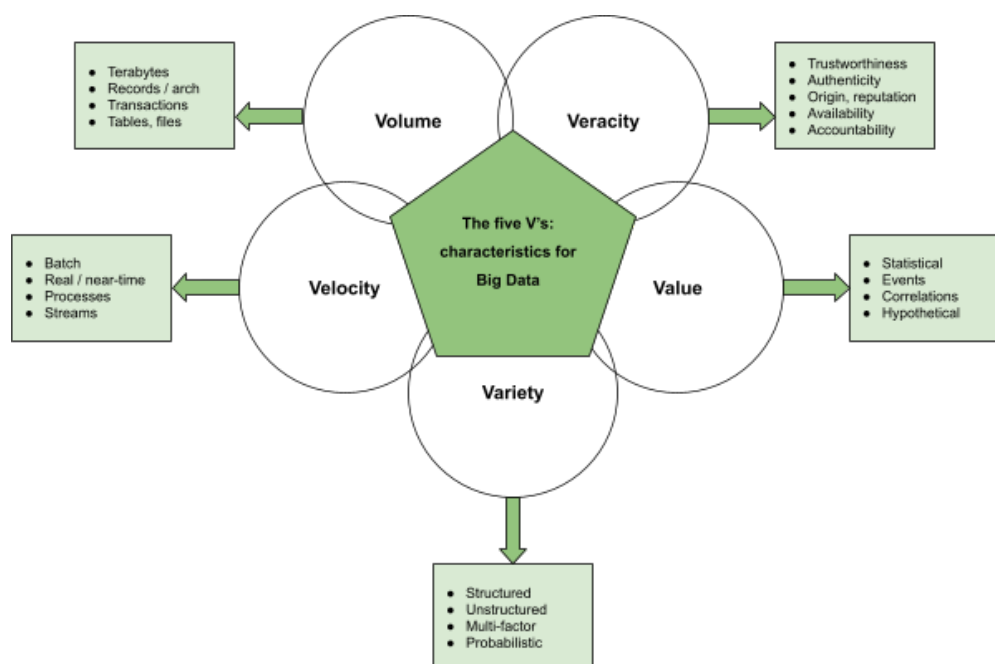 ● Terabytes
● Records / arch
● Transactions
● Tables, files
Volume
Veracity
● Trustworthiness
● Authenticity
● Origin, reputation
● Availability
● Accountability
The five V's:
characteristics for
Big Data
● Batch
● Real / near-time
● Processes
● Streams
Velocity
Value
● Statistical
● Events
● Correlations
● Hypothetical
Variety
● Structured
● Unstructured
● Multi-factor
● Probabilistic